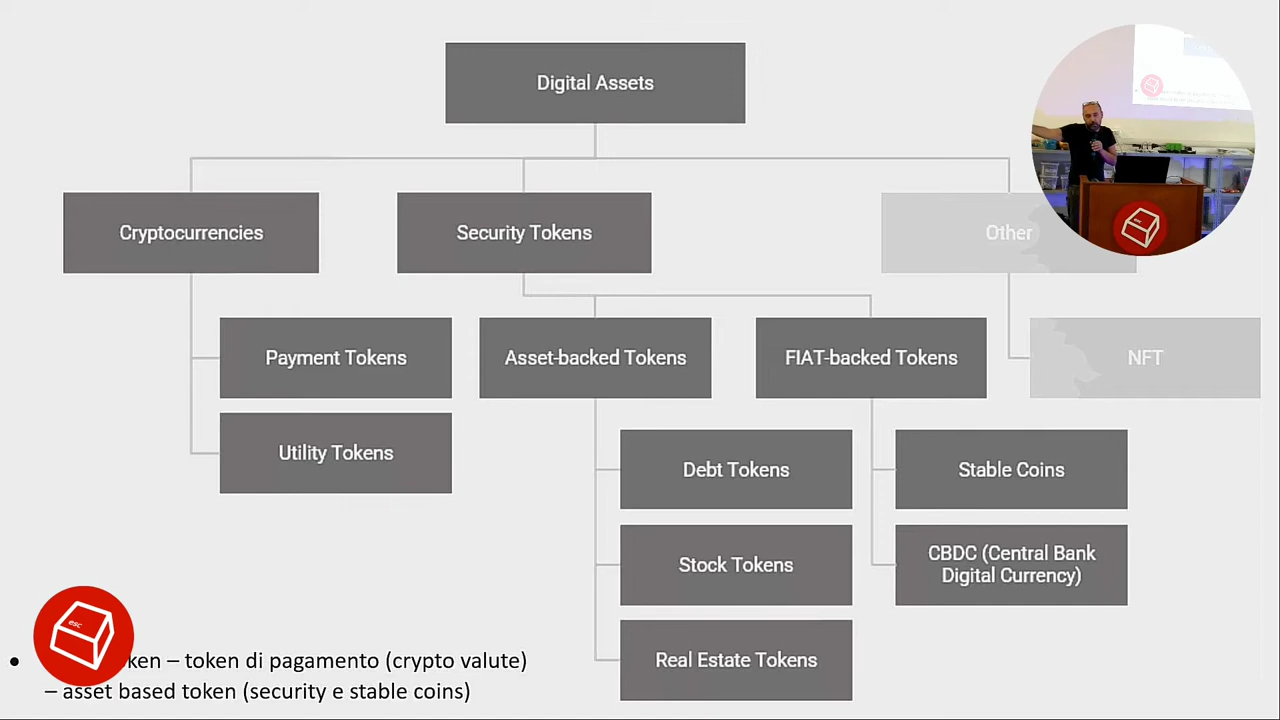 Digital Assets
Cryptocurrencies
Security Tokens
Other
Payment Tokens
Asset-backed Tokens
FIAT-backed Tokens
NFT
Utility Tokens
Debt Tokens
Stable Coins
Stock Tokens
CBDC (Central Bank
Digital Currency)
Real Estate Tokens
esc
– token di pagamento (crypto valute)
– asset based token (security e stable coins)
esc